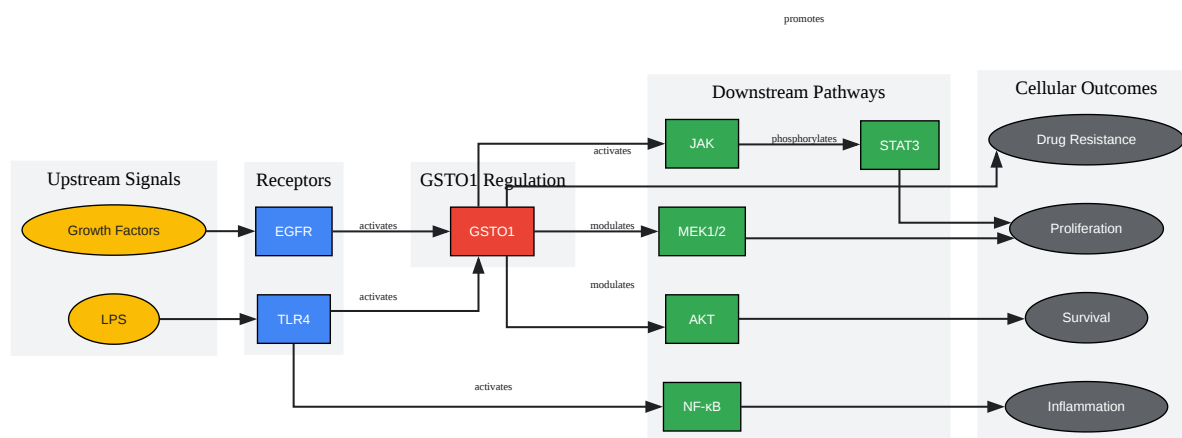 promotes
Downstream Pathways
Cellular Outcomes
JAK
phosphorylates
STAT3
Drug Resistance
activates
Upstream Signals
Receptors
GSTO1 Regulation
Growth Factors
EGFR
activates
GSTO1
modulates
MEK1/2
Proliferation
modulates
activates
LPS
TLR4
AKT
Survival
activates
NF-κB
Inflammation